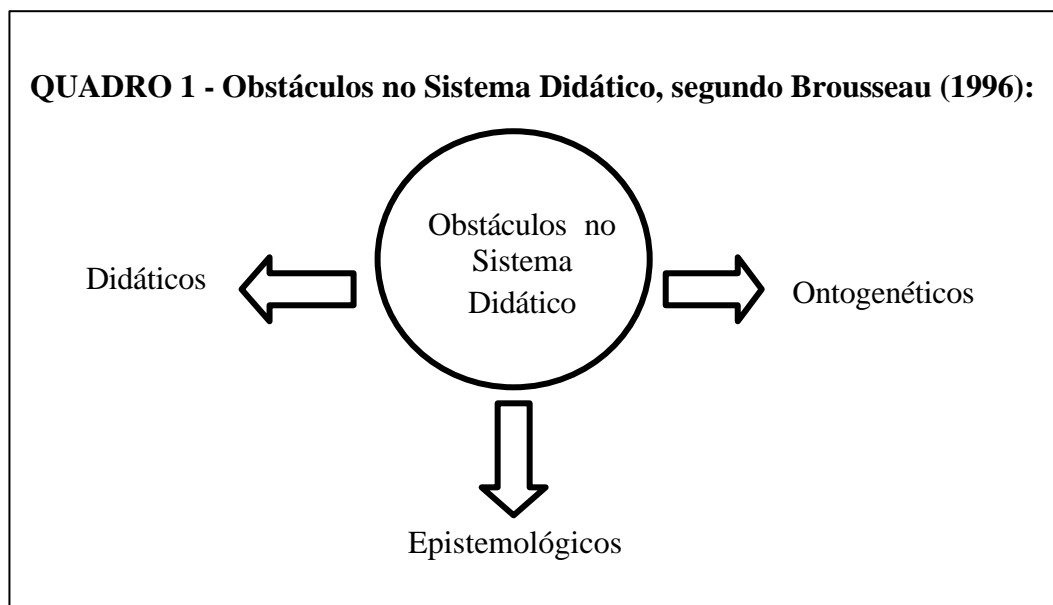 QUADRO 1 - Obstáculos no Sistema Didático, segundo Brousseau (1996):
Obstáculos no
Sistema
Didático
Didáticos
Ontogenéticos
Epistemológicos